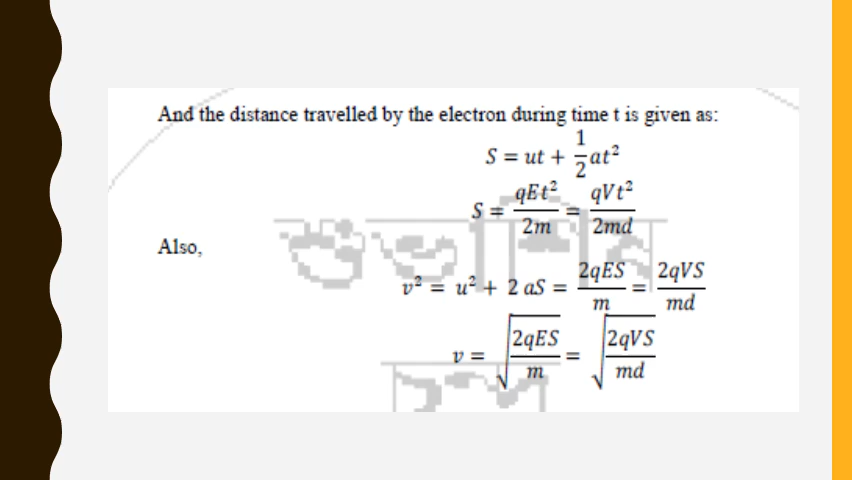 And the distance travelled by the electron during time t is given as:
S = ut + 1/2 at²
S = qEt²/2m = qVt²/2md
Also,
v² = u² + 2 aS = 2qES/m = 2qVS/md
v = √(2qES/m) = √(2qVS/md)